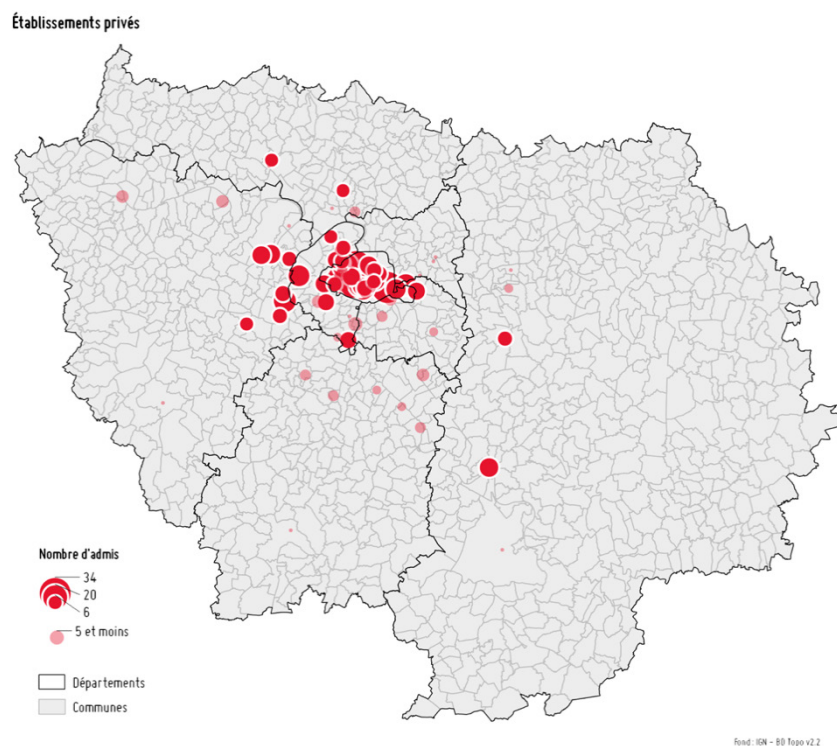 Établissements privés
Nombre d'admis
34
20
6
5 et moins
Départements
Communes
Fond : IGN - BD Topo v2.2